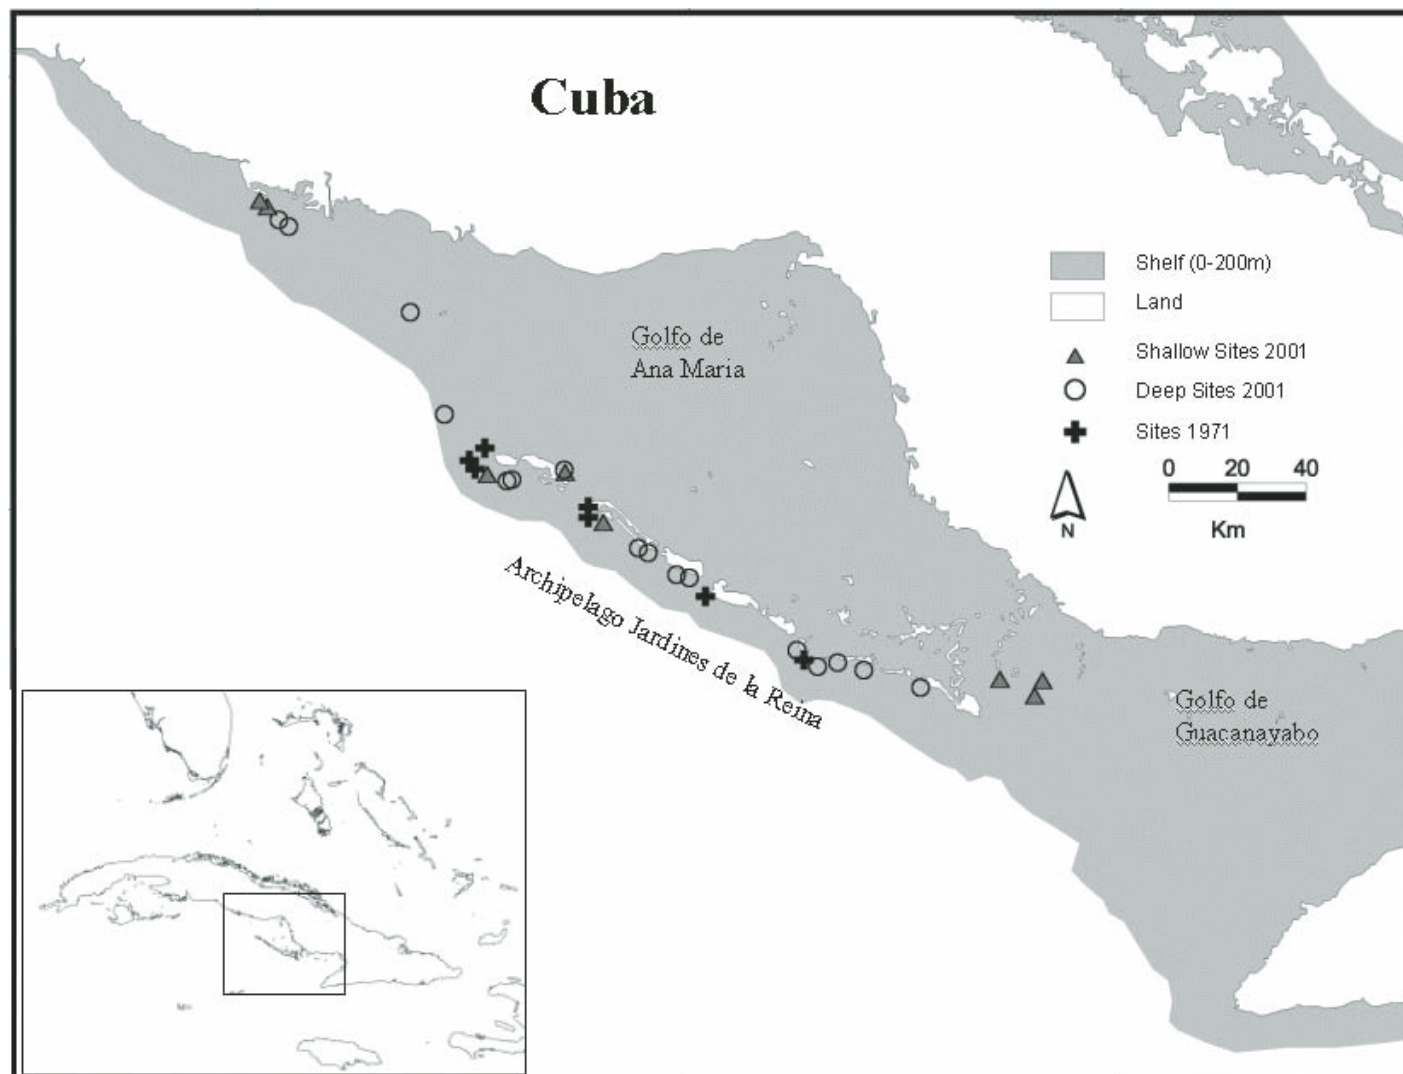 Cuba
Shelf (0-200m)
Land
Golfo de
Ana Maria
Shallow Sites 2001
Deep Sites 2001
Sites 1971
0 20 40
N
Km
Archipelago Jardines de la Reina
Golfo de
Guacanayabo